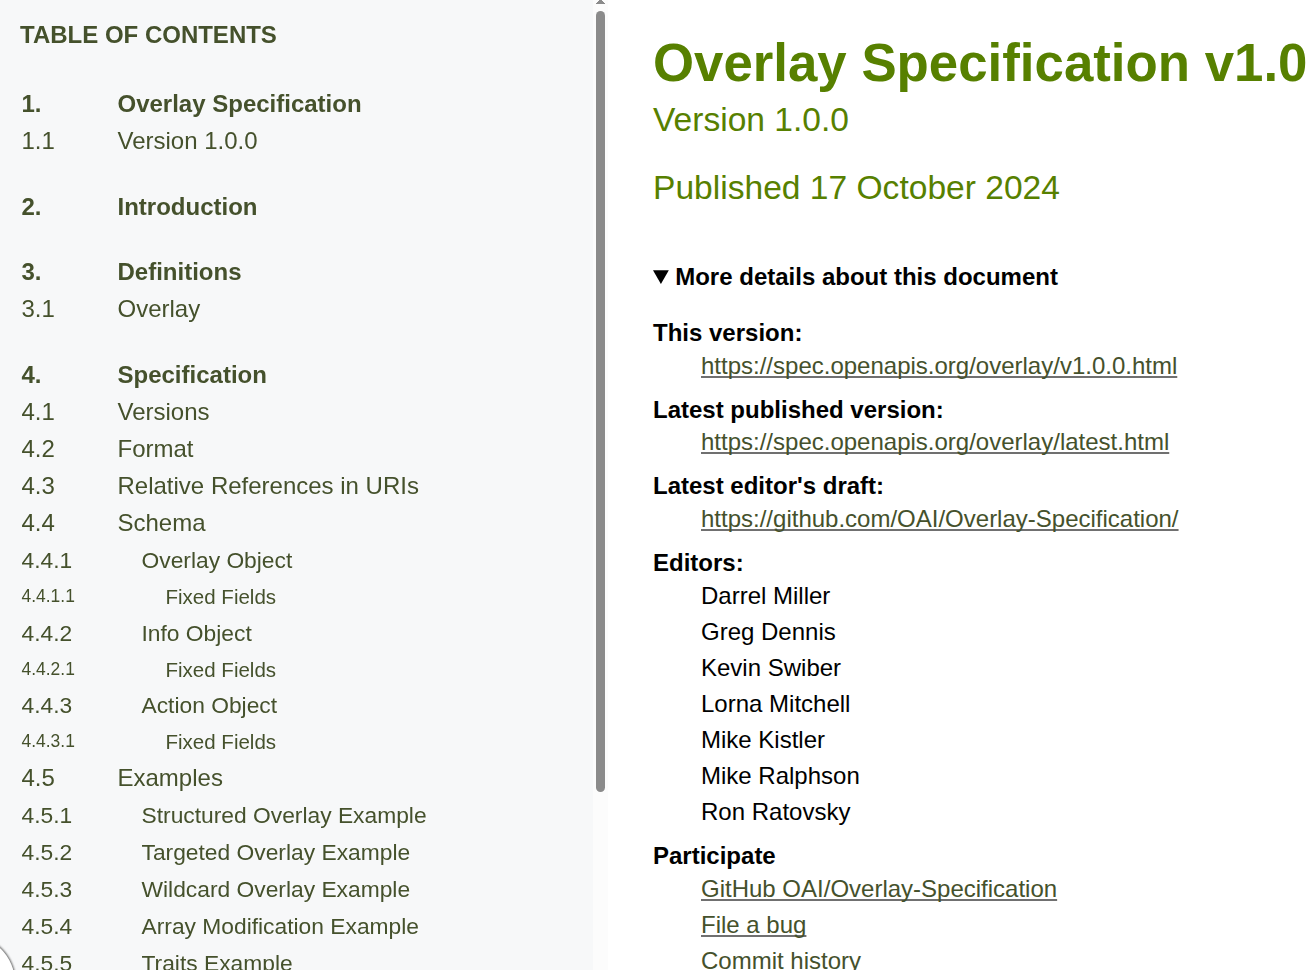 TABLE OF CONTENTS
1. Overlay Specification
1.1 Version 1.0.0
2. Introduction
3. Definitions
3.1 Overlay
4. Specification
4.1 Versions
4.2 Format
4.3 Relative References in URIs
4.4 Schema
4.4.1 Overlay Object
4.4.1.1 Fixed Fields
4.4.2 Info Object
4.4.2.1 Fixed Fields
4.4.3 Action Object
4.4.3.1 Fixed Fields
4.5 Examples
4.5.1 Structured Overlay Example
4.5.2 Targeted Overlay Example
4.5.3 Wildcard Overlay Example
4.5.4 Array Modification Example
4.5.5 Traits Example
Overlay Specification v1.0
Version 1.0.0
Published 17 October 2024
▼ More details about this document
This version:
https://spec.openapis.org/overlay/v1.0.0.html
Latest published version:
https://spec.openapis.org/overlay/latest.html
Latest editor's draft:
https://github.com/OAI/Overlay-Specification/
Editors:
Darrel Miller
Greg Dennis
Kevin Swiber
Lorna Mitchell
Mike Kistler
Mike Ralphson
Ron Ratovsky
Participate
GitHub OAI/Overlay-Specification
File a bug
Commit history